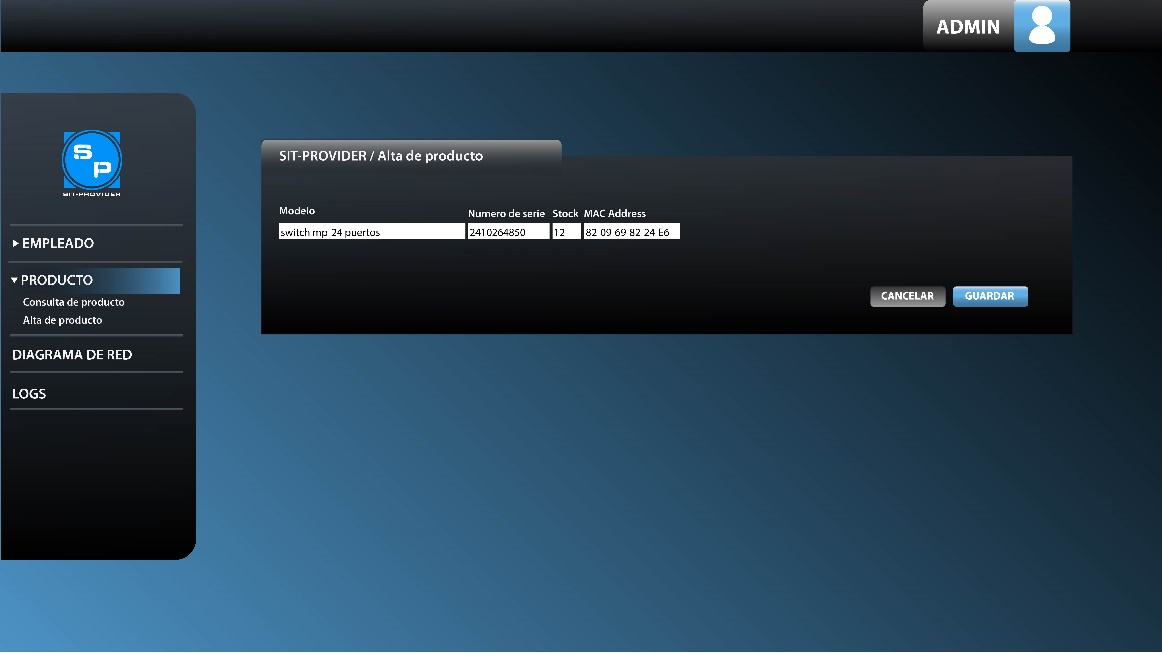 ADMIN
SP
SIT-PROVIDER
EMPLEADO
PRODUCTO
Consulta de producto
Alta de producto
DIAGRAMA DE RED
LOGS
SIT-PROVIDER / Alta de producto
Modelo Numero de serie Stock MAC Address
switch mp 24 puertos 2410264850 12 82 09 69 82 24 E6
CANCELAR GUARDAR